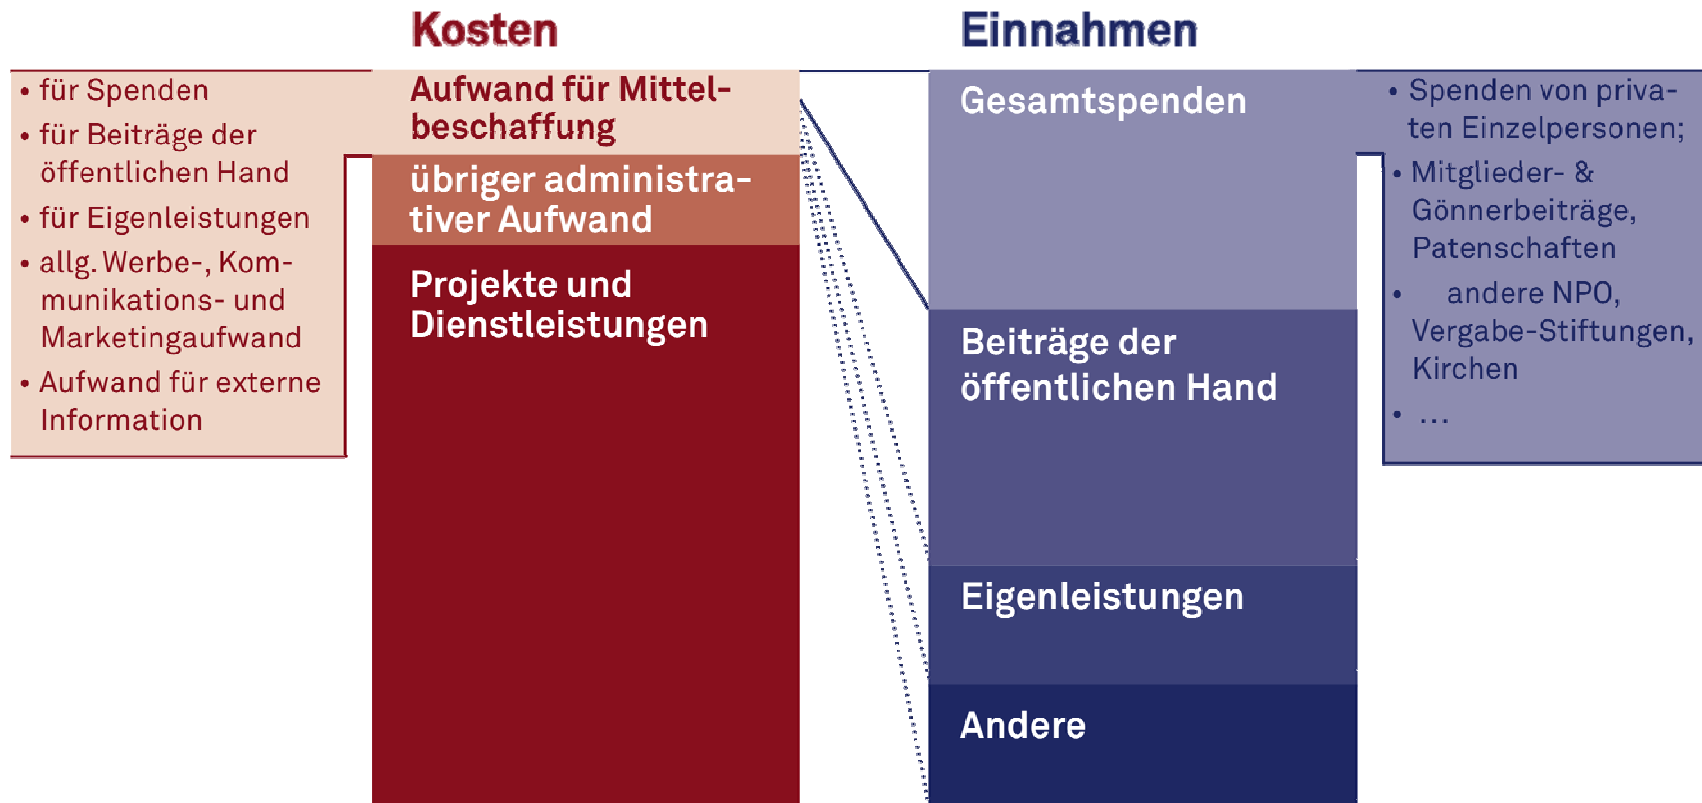 Kosten
Einnahmen
• für Spenden
• für Beiträge der
öffentlichen Hand
• für Eigenleistungen
• allg. Werbe-, Kom-
munikations- und
Marketingaufwand
• Aufwand für externe
Information
Aufwand für Mittel-
beschaffung
übriger administra-
tiver Aufwand
Projekte und
Dienstleistungen
Gesamtspenden
Beiträge der
öffentlichen Hand
Eigenleistungen
Andere
• Spenden von priva-
ten Einzelpersonen;
• Mitglieder- &
Gönnerbeiträge,
Patenschaften
• andere NPO,
Vergabe-Stiftungen,
Kirchen
• ...